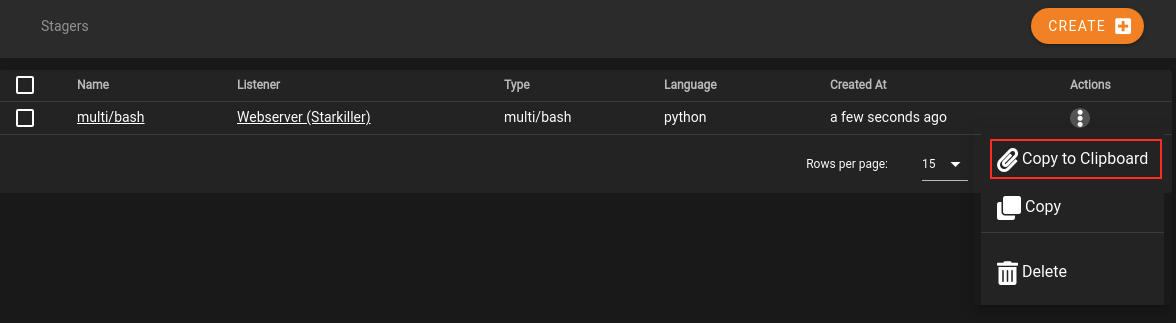 Stagers
CREATE
Name Listener Type Language Created At Actions
multi/bash Webserver (Starkiller) multi/bash python a few seconds ago
Rows per page: 15
Copy to Clipboard
Copy
Delete